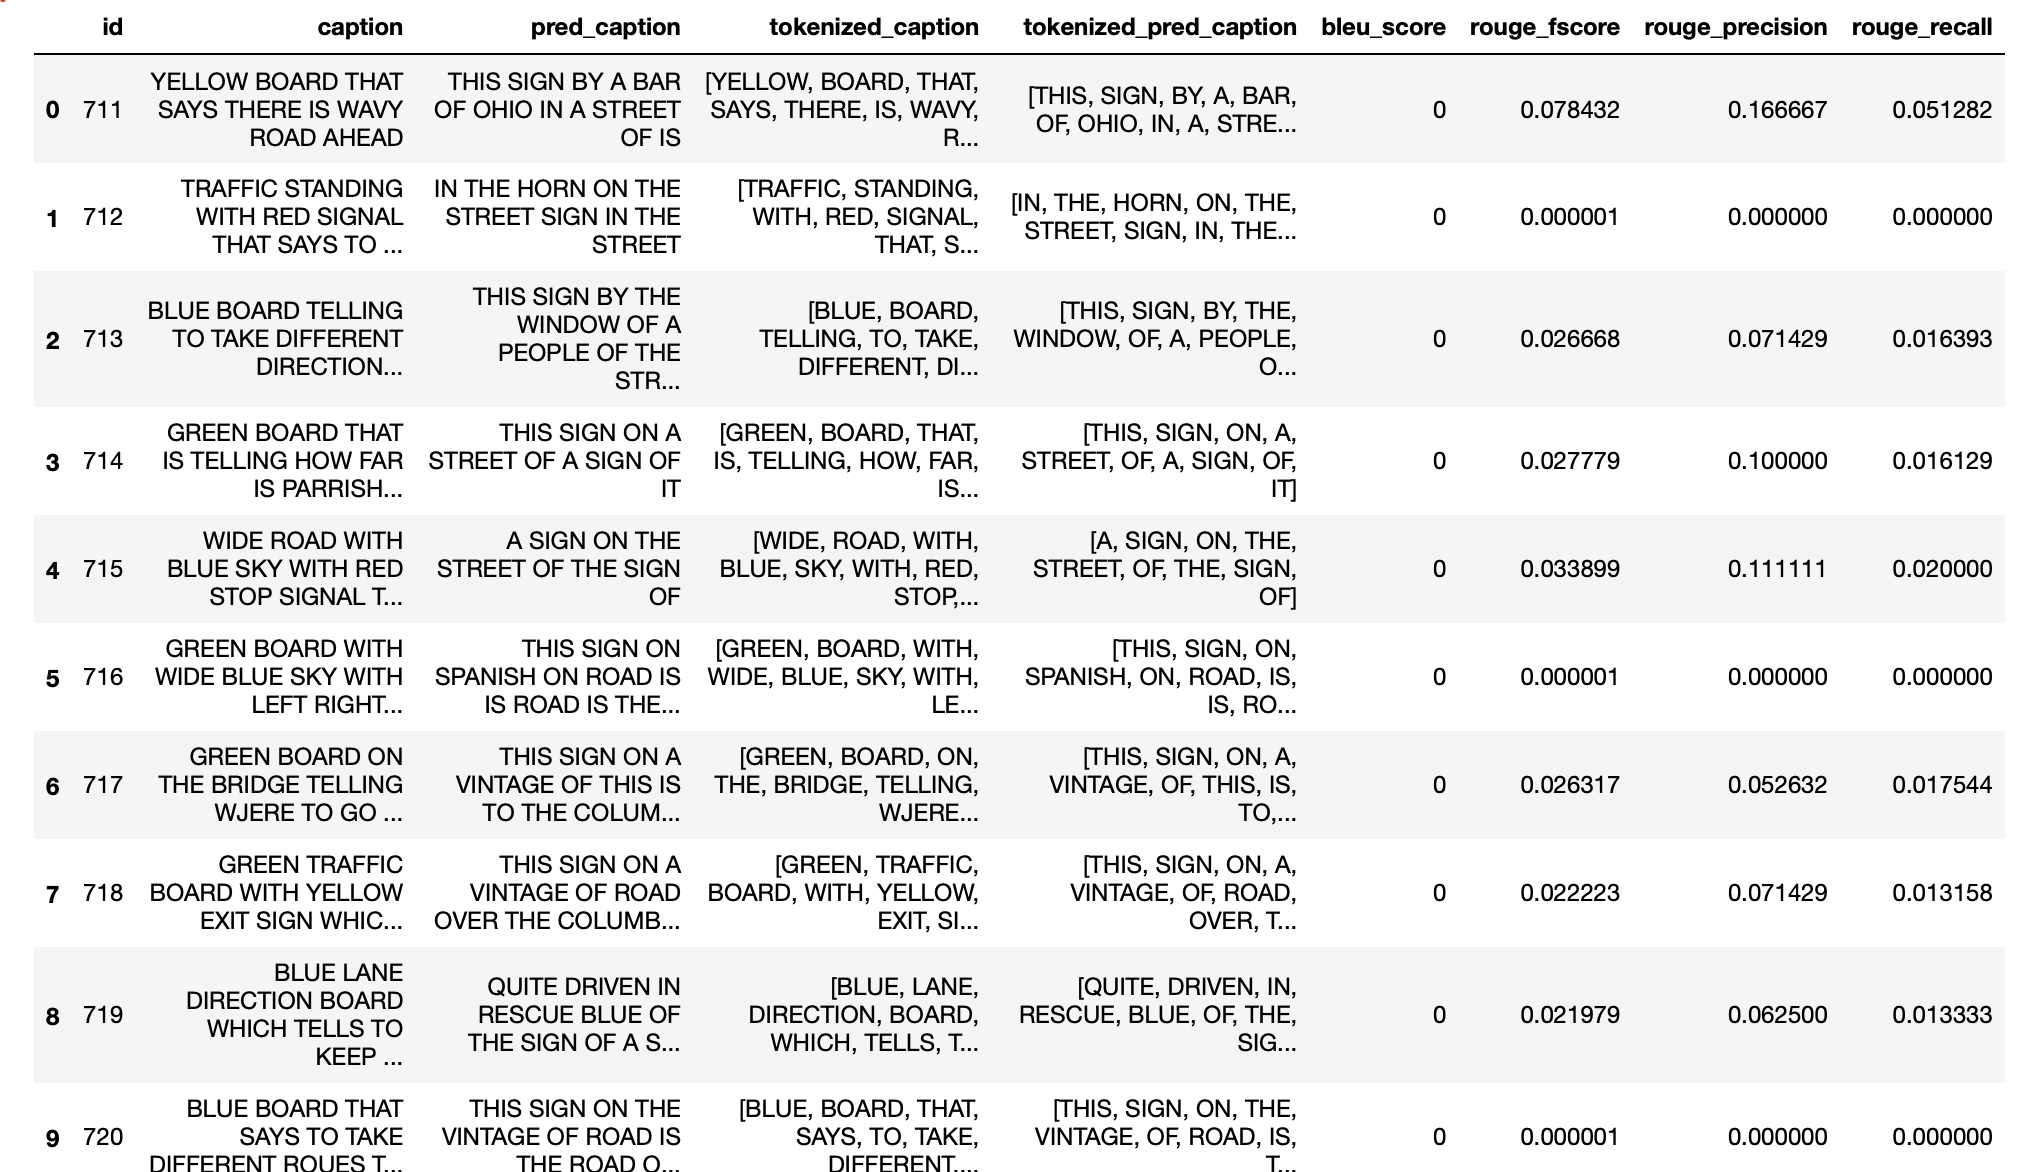 id caption pred_caption tokenized_caption tokenized_pred_caption bleu_score rouge_fscore rouge_precision rouge_recall
0 711 YELLOW BOARD THAT SAYS THERE IS WAVY ROAD AHEAD THIS SIGN BY A BAR OF OHIO IN A STREET OF IS [YELLOW, BOARD, THAT, SAYS, THERE, IS, WAVY, R... [THIS, SIGN, BY, A, BAR, OF, OHIO, IN, A, STRE... 0 0.078432 0.166667 0.051282
1 712 TRAFFIC STANDING WITH RED SIGNAL THAT SAYS TO ... IN THE HORN ON THE STREET SIGN IN THE STREET [TRAFFIC, STANDING, WITH, RED, SIGNAL, THAT, S... [IN, THE, HORN, ON, THE, STREET, SIGN, IN, THE... 0 0.000001 0.000000 0.000000
2 713 BLUE BOARD TELLING TO TAKE DIFFERENT DIRECTION... THIS SIGN BY THE WINDOW OF A PEOPLE OF THE STR... [BLUE, BOARD, TELLING, TO, TAKE, DIFFERENT, DI... [THIS, SIGN, BY, THE, WINDOW, OF, A, PEOPLE, O... 0 0.026668 0.071429 0.016393
3 714 GREEN BOARD THAT IS TELLING HOW FAR IS PARRISH... THIS SIGN ON A STREET OF A SIGN OF IT [GREEN, BOARD, THAT, IS, TELLING, HOW, FAR, IS... [THIS, SIGN, ON, A, STREET, OF, A, SIGN, OF, IT] 0 0.027779 0.100000 0.016129
4 715 WIDE ROAD WITH BLUE SKY WITH RED STOP SIGNAL T... A SIGN ON THE STREET OF THE SIGN OF [WIDE, ROAD, WITH, BLUE, SKY, WITH, RED, STOP,... [A, SIGN, ON, THE, STREET, OF, THE, SIGN, OF] 0 0.033899 0.111111 0.020000
5 716 GREEN BOARD WITH WIDE BLUE SKY WITH LEFT RIGHT... THIS SIGN ON SPANISH ON ROAD IS IS ROAD IS THE... [GREEN, BOARD, WITH, WIDE, BLUE, SKY, WITH, LE... [THIS, SIGN, ON, SPANISH, ON, ROAD, IS, IS, RO... 0 0.000001 0.000000 0.000000
6 717 GREEN BOARD ON THE BRIDGE TELLING WJERE TO GO ... THIS SIGN ON A VINTAGE OF THIS IS TO THE COLUM... [GREEN, BOARD, ON, THE, BRIDGE, TELLING, WJERE... [THIS, SIGN, ON, A, VINTAGE, OF, THIS, IS, TO,... 0 0.026317 0.052632 0.017544
7 718 GREEN TRAFFIC BOARD WITH YELLOW EXIT SIGN WHIC... THIS SIGN ON A VINTAGE OF ROAD OVER THE COLUMB... [GREEN, TRAFFIC, BOARD, WITH, YELLOW, EXIT, SI... [THIS, SIGN, ON, A, VINTAGE, OF, ROAD, OVER, T... 0 0.022223 0.071429 0.013158
8 719 BLUE LANE DIRECTION BOARD WHICH TELLS TO KEEP ... QUITE DRIVEN IN RESCUE BLUE OF THE SIGN OF A S... [BLUE, LANE, DIRECTION, BOARD, WHICH, TELLS, T... [QUITE, DRIVEN, IN, RESCUE, BLUE, OF, THE, SIG... 0 0.021979 0.062500 0.013333
9 720 BLUE BOARD THAT SAYS TO TAKE DIFFERENT ROUES T... THIS SIGN ON THE VINTAGE OF ROAD IS THE ROAD O... [BLUE, BOARD, THAT, SAYS, TO, TAKE, DIFFERENT,... [THIS, SIGN, ON, THE, VINTAGE, OF, ROAD, IS, T... 0 0.000001 0.000000 0.000000